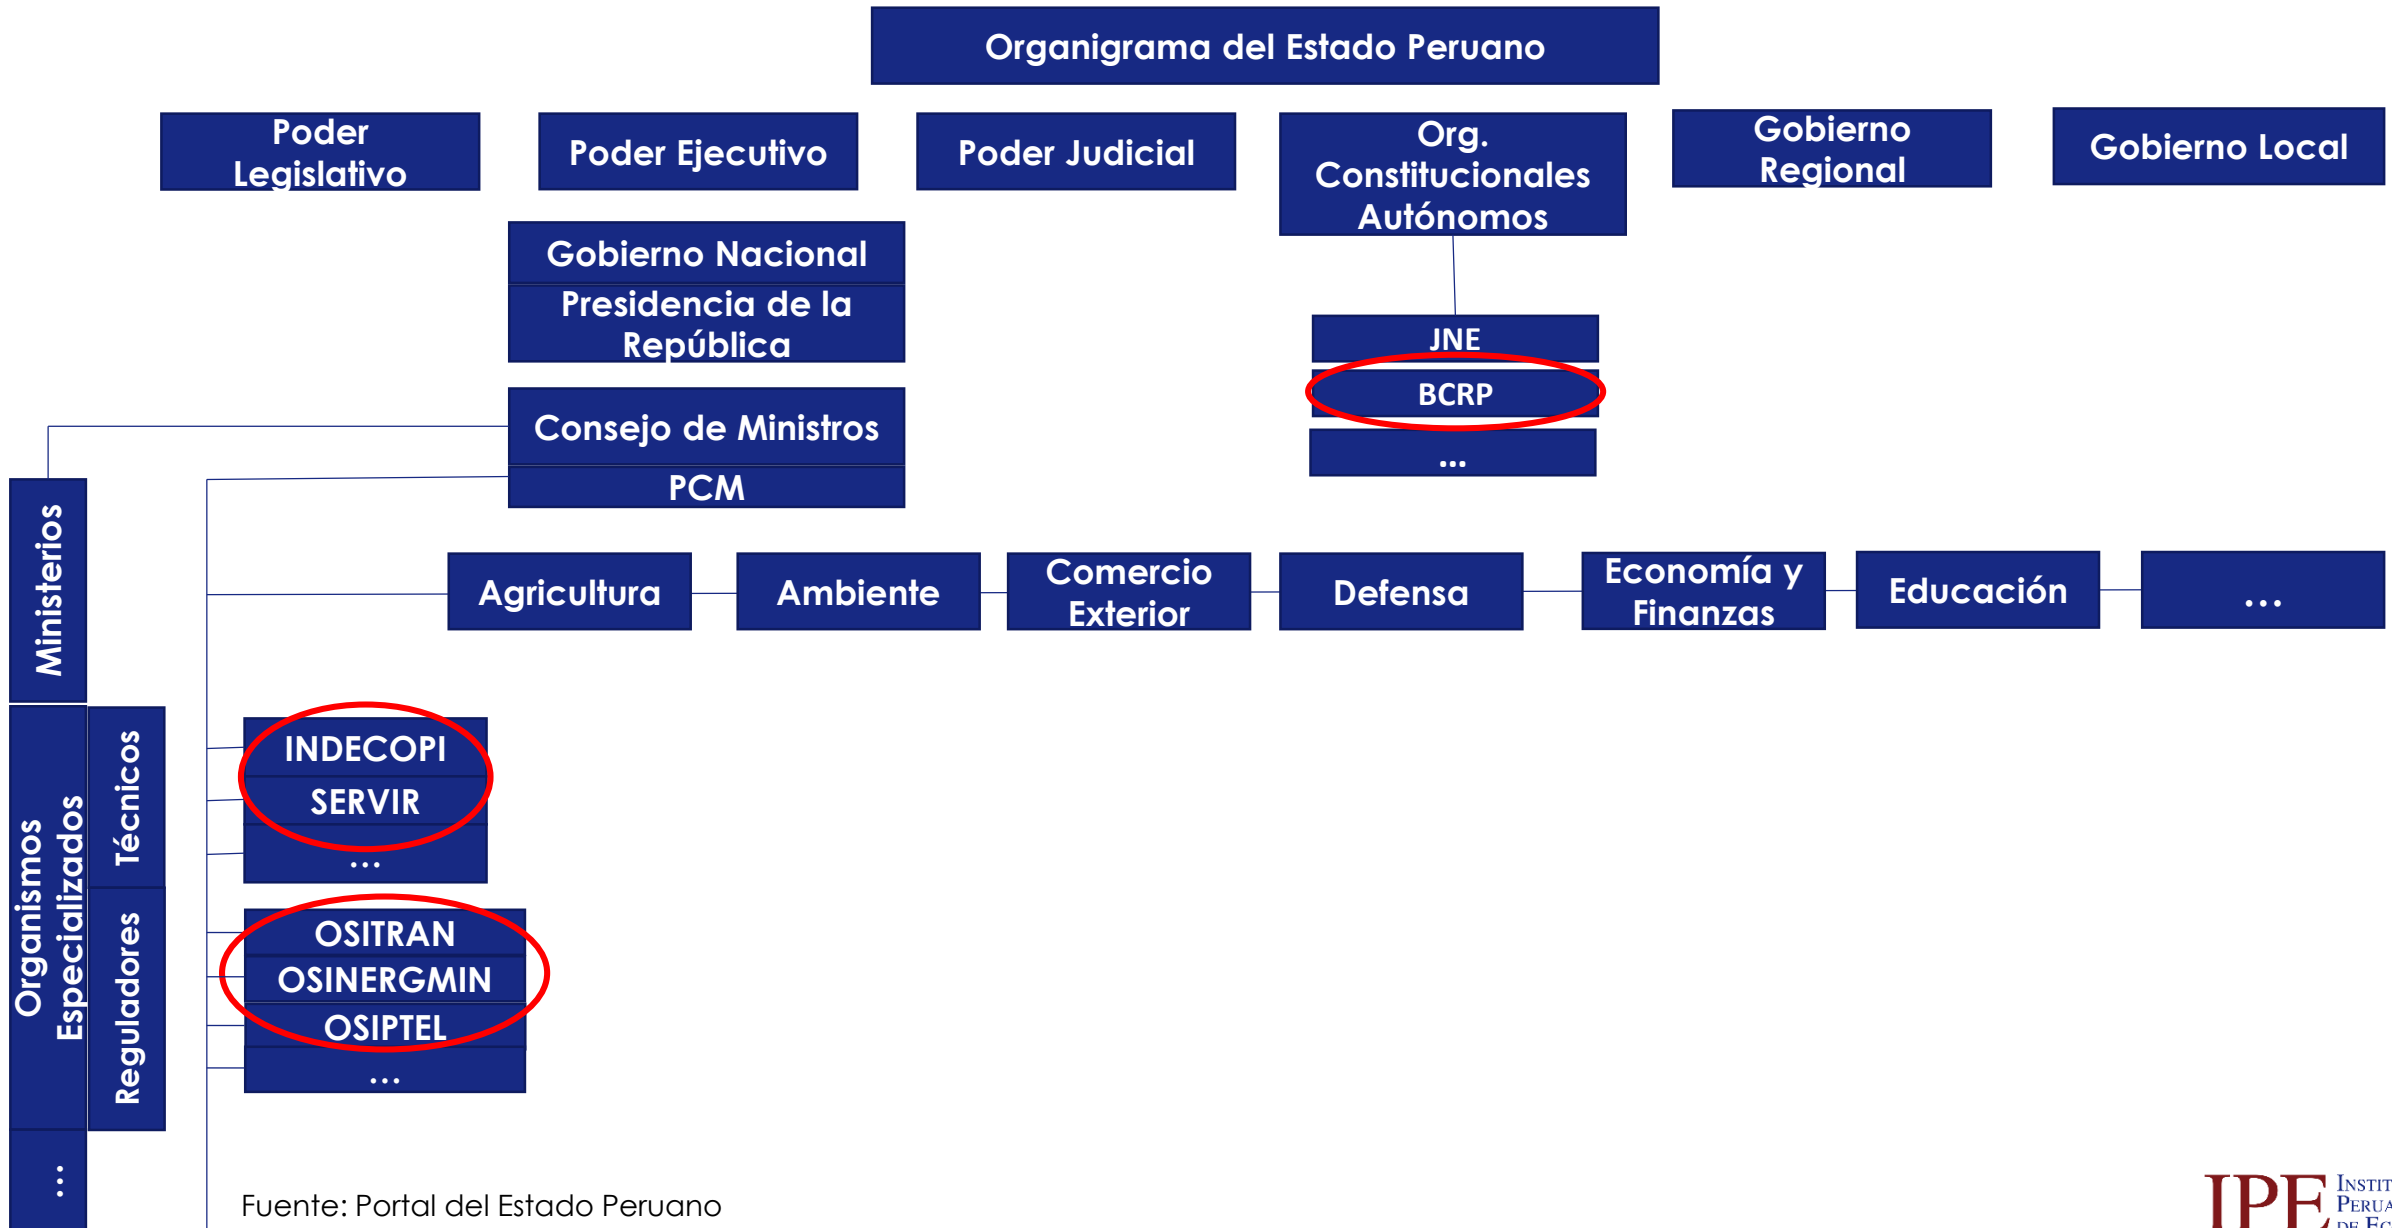 Organigrama del Estado Peruano
Poder
Legislativo
Poder Ejecutivo
Poder Judicial
Org.
Constitucionales
Autónomos
Gobierno
Regional
Gobierno Local
Gobierno Nacional
Presidencia de la
República
JNE
BCRP
...
Consejo de Ministros
PCM
Ministerios
Agricultura
Ambiente
Comercio
Exterior
Defensa
Economía y
Finanzas
Educación
...
Organismos
Especializados
Técnicos
INDECOPI
SERVIR
...
Reguladores
OSITRAN
OSINERGMIN
OSIPTEL
...
...
Fuente: Portal del Estado Peruano
IPE